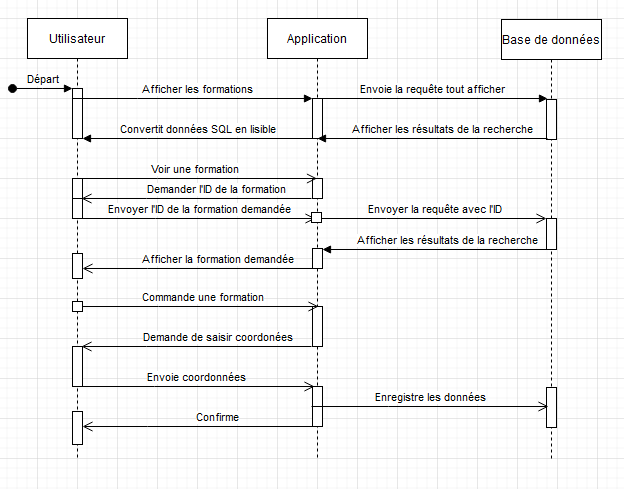 Utilisateur
Application
Base de données
Départ
Afficher les formations
Envoie la requête tout afficher
Convertit données SQL en lisible
Afficher les résultats de la recherche
Voir une formation
Demander l'ID de la formation
Envoyer l'ID de la formation demandée
Envoyer la requête avec l'ID
Afficher les résultats de la recherche
Afficher la formation demandée
Commande une formation
Demande de saisir coordonées
Envoie coordonnées
Enregistre les données
Confirme